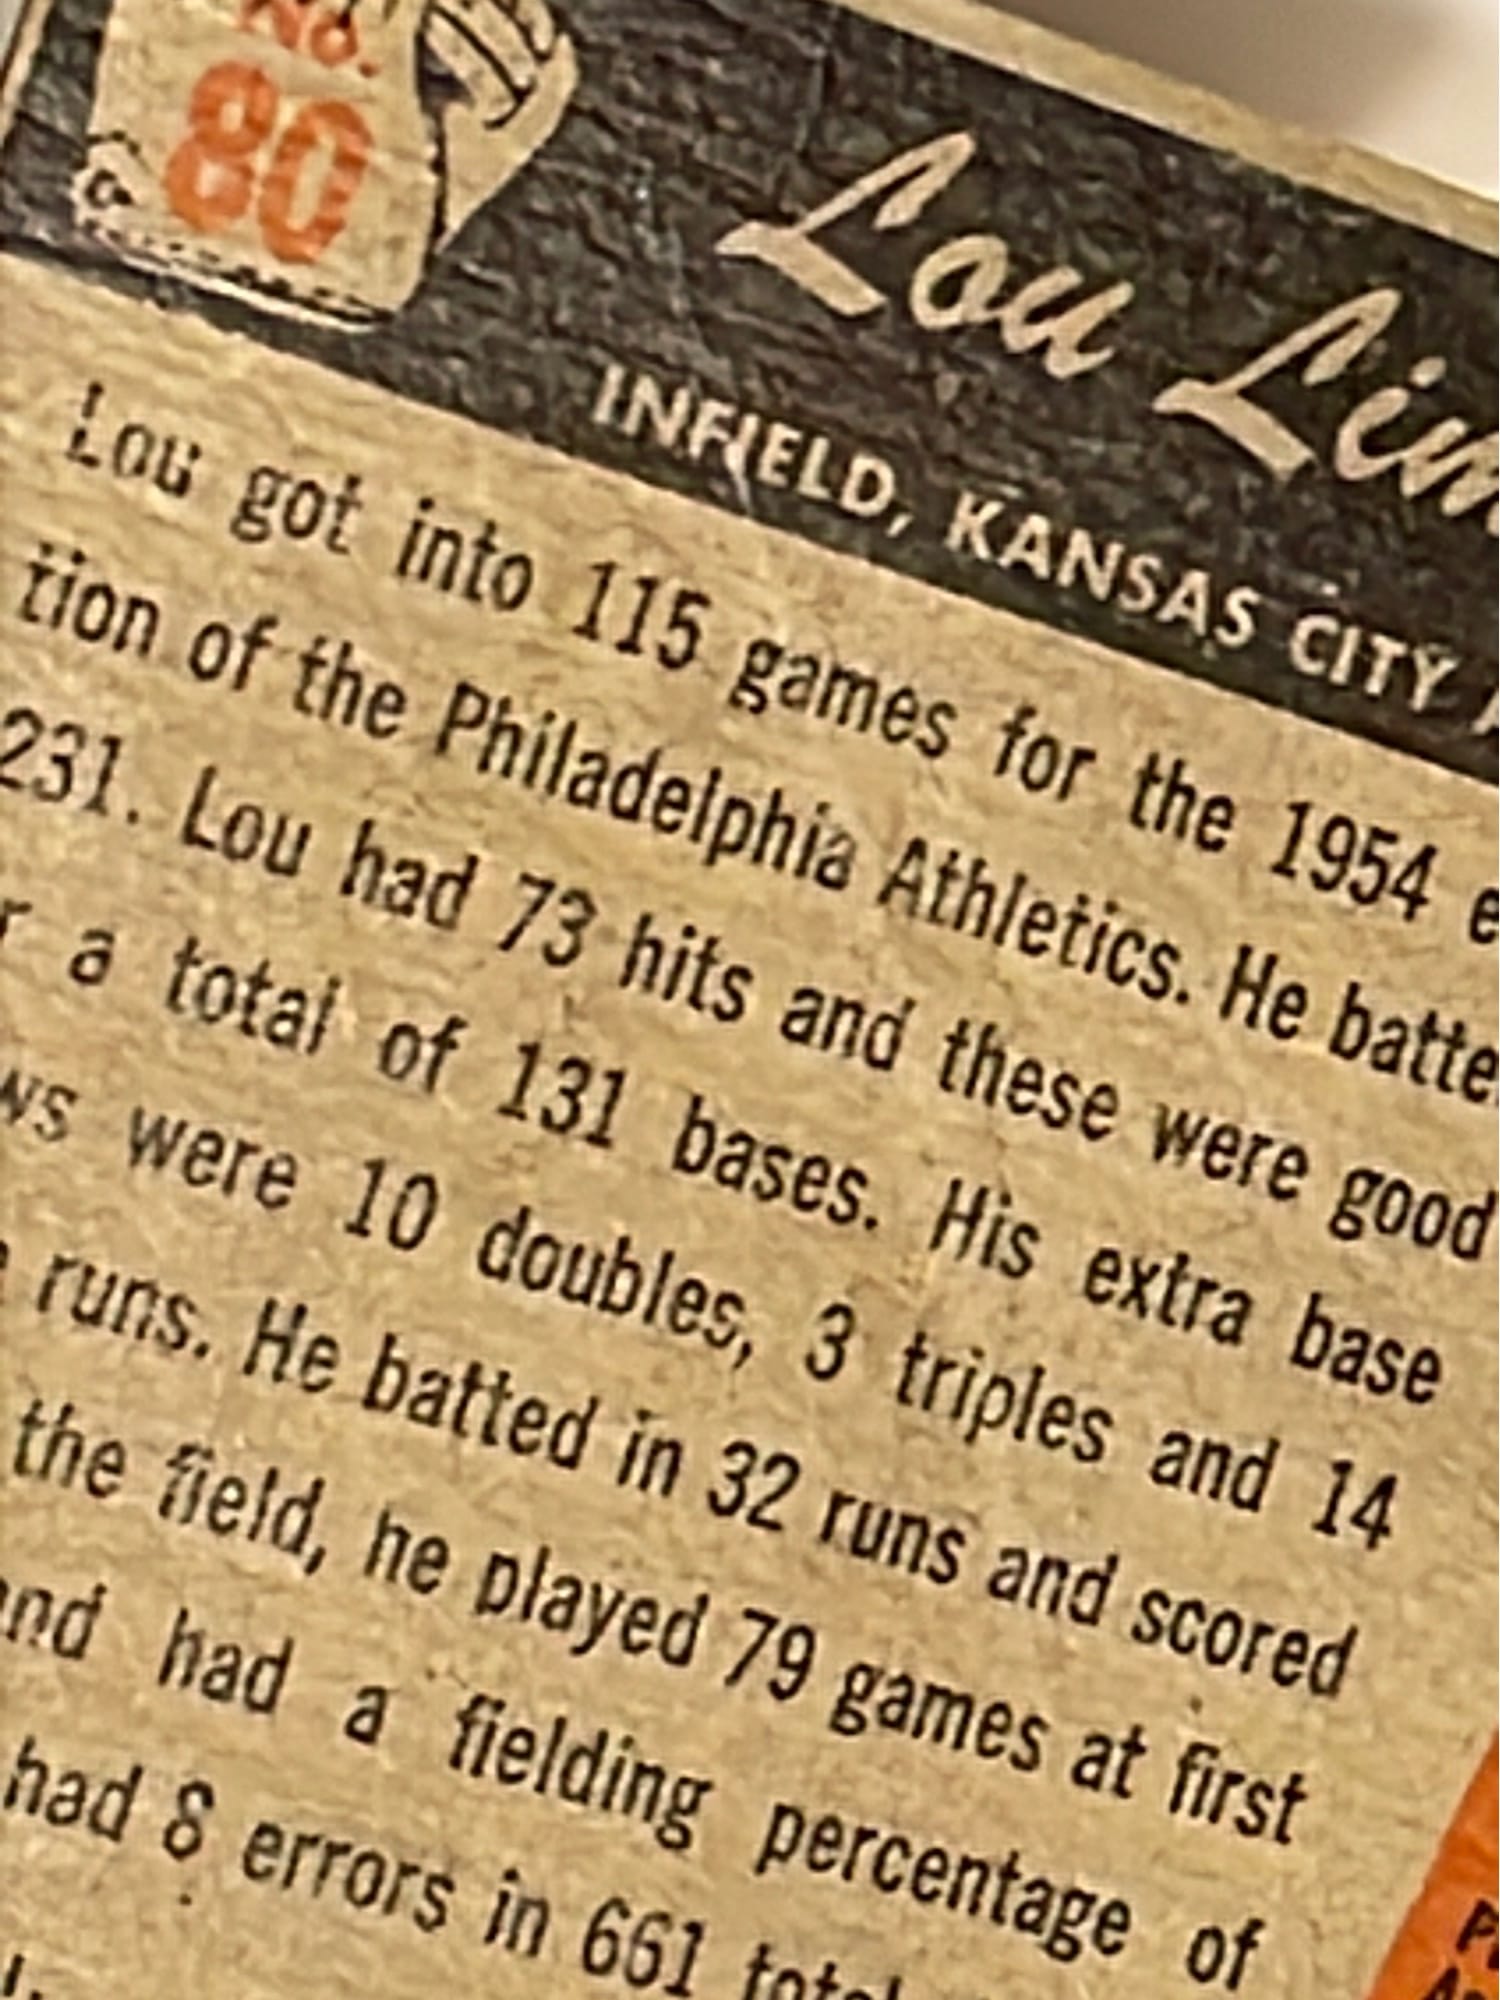 No.
80
Lou Lim
INFIELD, KANSAS CITY A
Lou got into 115 games for the 1954 e
tion of the Philadelphia Athletics. He batte
231. Lou had 73 hits and these were good
r a total of 131 bases. His extra base
ws were 10 doubles, 3 triples and 14
e runs. He batted in 32 runs and scored
the field, he played 79 games at first
and had a fielding percentage of
had 8 errors in 661 total